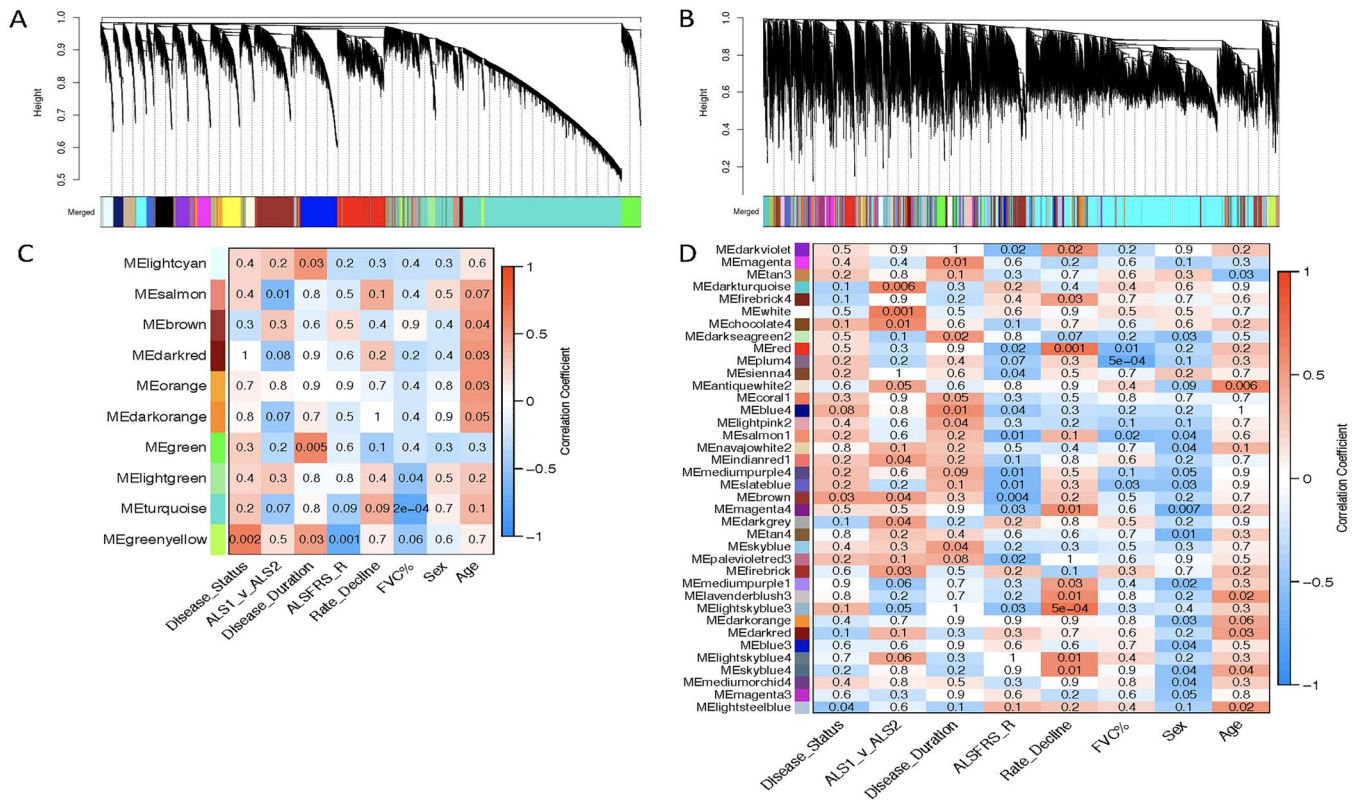 A
Height
1.0
0.9
0.8
0.7
0.6
0.5
Merged
B
Height
1.0
0.8
0.6
0.4
0.2
Merged
C
MElightcyan 0.4 0.2 0.03 0.2 0.3 0.4 0.3 0.6
MEsalmon 0.4 0.01 0.8 0.5 0.1 0.4 0.5 0.07
MEbrown 0.3 0.3 0.6 0.5 0.4 0.9 0.4 0.04
MEdarkred 1 0.08 0.9 0.6 0.2 0.2 0.4 0.03
MEorange 0.7 0.8 0.9 0.9 0.7 0.4 0.8 0.03
MEdarkorange 0.8 0.07 0.7 0.5 1 0.4 0.9 0.05
MEgreen 0.3 0.2 0.005 0.6 0.1 0.4 0.3 0.3
MElightgreen 0.4 0.3 0.8 0.8 0.4 0.04 0.5 0.2
MEturquoise 0.2 0.07 0.8 0.09 0.09 2e−04 0.7 0.1
MEgreenyellow 0.002 0.5 0.03 0.001 0.7 0.06 0.6 0.7
Disease_Status
ALS1_v_ALS2
Disease_Duration
ALSFRS_R
Rate_Decline
FVC%
Sex
Age
1
0.5
0
−0.5
−1
Correlation Coefficient
D
MEdarkviolet 0.5 0.9 1 0.02 0.02 0.2 0.9 0.2
MEmagenta 0.4 0.4 0.01 0.6 0.2 0.6 0.1 0.3
MEtan3 0.2 0.8 0.1 0.3 0.7 0.6 0.3 0.03
MEdarkturquoise 0.1 0.006 0.3 0.2 0.4 0.2 0.6 0.9
MEfirebrick4 0.1 0.9 0.2 0.4 0.03 0.7 0.7 0.6
MEwhite 0.5 0.001 0.6 0.6 0.6 0.6 0.4 0.6
MEchocolate4 0.1 0.01 0.6 0.1 0.7 0.6 0.6 0.2
MEdarkseagreen2 0.5 0.1 0.02 0.8 0.07 0.2 0.03 0.5
MEred 0.5 0.3 0.9 0.02 0.001 0.01 0.2 0.2
MEplum4 0.2 0.2 0.4 0.07 0.3 5e−04 0.1 0.3
MEsienna4 0.2 1 0.6 0.04 0.5 0.7 0.2 0.7
MEantiquewhite2 0.6 0.05 0.6 0.8 0.9 0.4 0.09 0.006
MEcoral1 0.3 0.9 0.05 0.5 0.5 0.2 0.9 0.7
MEblue4 0.08 0.8 0.01 0.04 0.3 0.2 0.2 1
MElightpink2 0.4 0.6 0.04 0.2 0.7 0.2 0.1 0.7
MEsalmon1 0.2 0.6 0.2 0.01 0.1 0.02 0.04 0.6
MEnavajowhite2 0.8 0.1 0.2 0.5 0.4 0.7 0.04 0.1
MEindianred1 0.2 0.04 0.2 0.1 0.8 0.6 0.2 0.7
MEmediumpurple4 0.2 0.6 0.09 0.01 0.5 0.1 0.05 0.9
MEslateblue 0.2 0.2 0.1 0.01 0.3 0.03 0.03 0.9
MEbrown 0.03 0.04 0.3 0.004 0.2 0.5 0.2 0.7
MEmagenta4 0.2 0.2 0.9 0.03 0.01 0.6 0.007 0.2
MEdarkgrey 0.1 0.04 0.2 0.2 0.8 0.5 0.2 0.9
MEtan4 0.8 0.2 0.4 0.7 0.6 0.6 0.01 0.3
MEskyblue 0.4 0.3 0.04 0.2 0.3 0.5 0.3 0.7
MEpalevioletred3 0.2 0.1 0.08 0.02 1 0.6 0.9 0.5
MEfirebrick 0.6 0.03 0.5 0.2 0.1 0.3 0.7 0.2
MEmediumpurple1 0.9 0.06 0.7 0.4 0.03 0.4 0.02 0.3
MElavenderblush3 0.8 0.2 0.7 0.2 0.01 0.8 0.2 0.02
MElightskyblue3 0.1 0.05 1 0.03 5e−04 0.3 0.4 0.3
MEdarkorange 0.4 0.7 0.9 0.9 0.9 0.8 0.03 0.06
MEdarkred 0.1 0.1 0.3 0.3 0.7 0.6 0.2 0.03
MEblue3 0.6 0.6 0.9 0.5 0.6 0.8 0.04 0.5
MElightskyblue4 0.7 0.06 0.3 1 0.01 0.4 0.2 0.3
MEskyblue4 0.2 0.8 0.2 0.9 0.01 0.9 0.04 0.04
MEmediumorchid4 0.4 0.8 0.5 0.3 0.9 0.8 0.04 0.3
MEmagenta3 0.6 0.3 0.9 0.6 0.2 0.6 0.05 0.8
MElightsteelblue 0.04 0.6 0.1 0.1 0.2 0.4 0.1 0.02
Disease_Status
ALS1_v_ALS2
Disease_Duration
ALSFRS_R
Rate_Decline
FVC%
Sex
Age
1
0.5
0
−0.5
−1
Correlation Coefficient